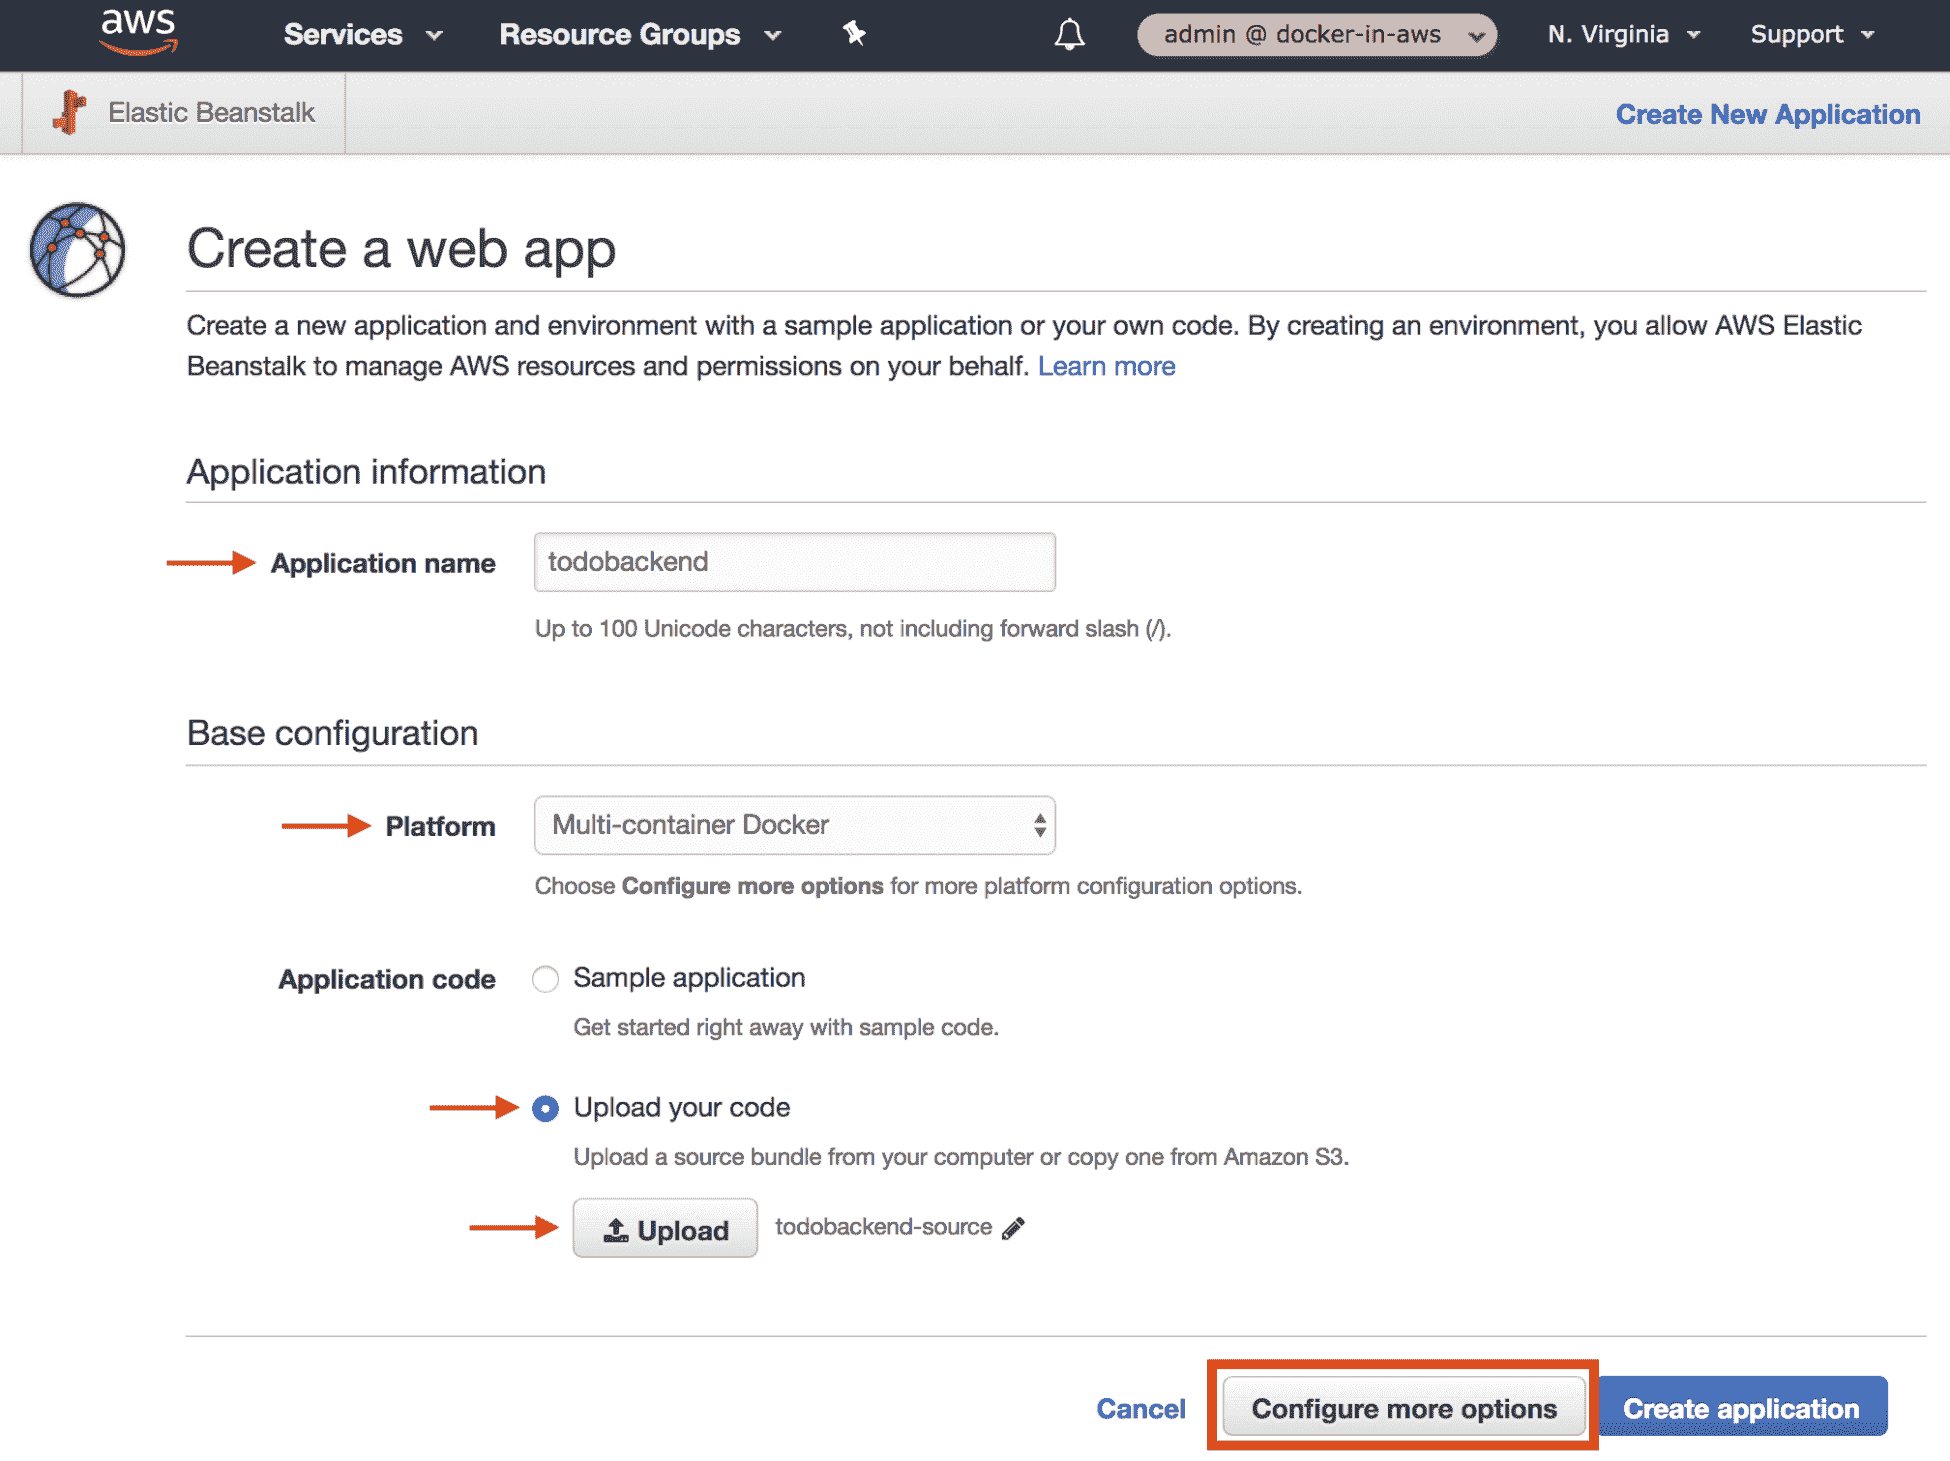 aws Services Resource Groups admin @ docker-in-aws N. Virginia Support
Elastic Beanstalk Create New Application
Create a web app
Create a new application and environment with a sample application or your own code. By creating an environment, you allow AWS Elastic
Beanstalk to manage AWS resources and permissions on your behalf. Learn more
Application information
Application name todobackend
Up to 100 Unicode characters, not including forward slash (/).
Base configuration
Platform Multi-container Docker
Choose Configure more options for more platform configuration options.
Application code Sample application
Get started right away with sample code.
Upload your code
Upload a source bundle from your computer or copy one from Amazon S3.
Upload todobackend-source
Cancel Configure more options Create application